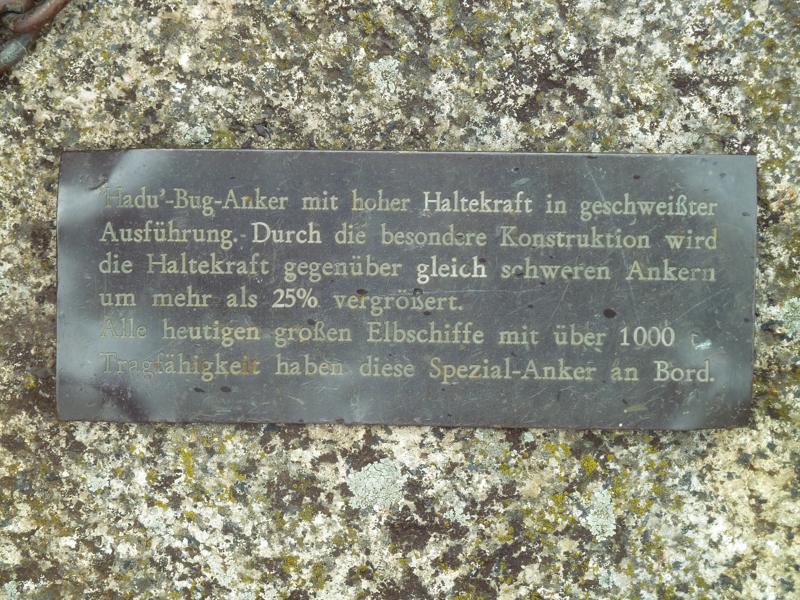 'Hadu'-Bug-Anker mit hoher Haltekraft in geschweißter
Ausführung. Durch die besondere Konstruktion wird
die Haltekraft gegenüber gleich schweren Ankern
um mehr als 25% vergrößert.
Alle heutigen großen Elbschiffe mit über 1000 t
Tragfähigkeit haben diese Spezial-Anker an Bord.